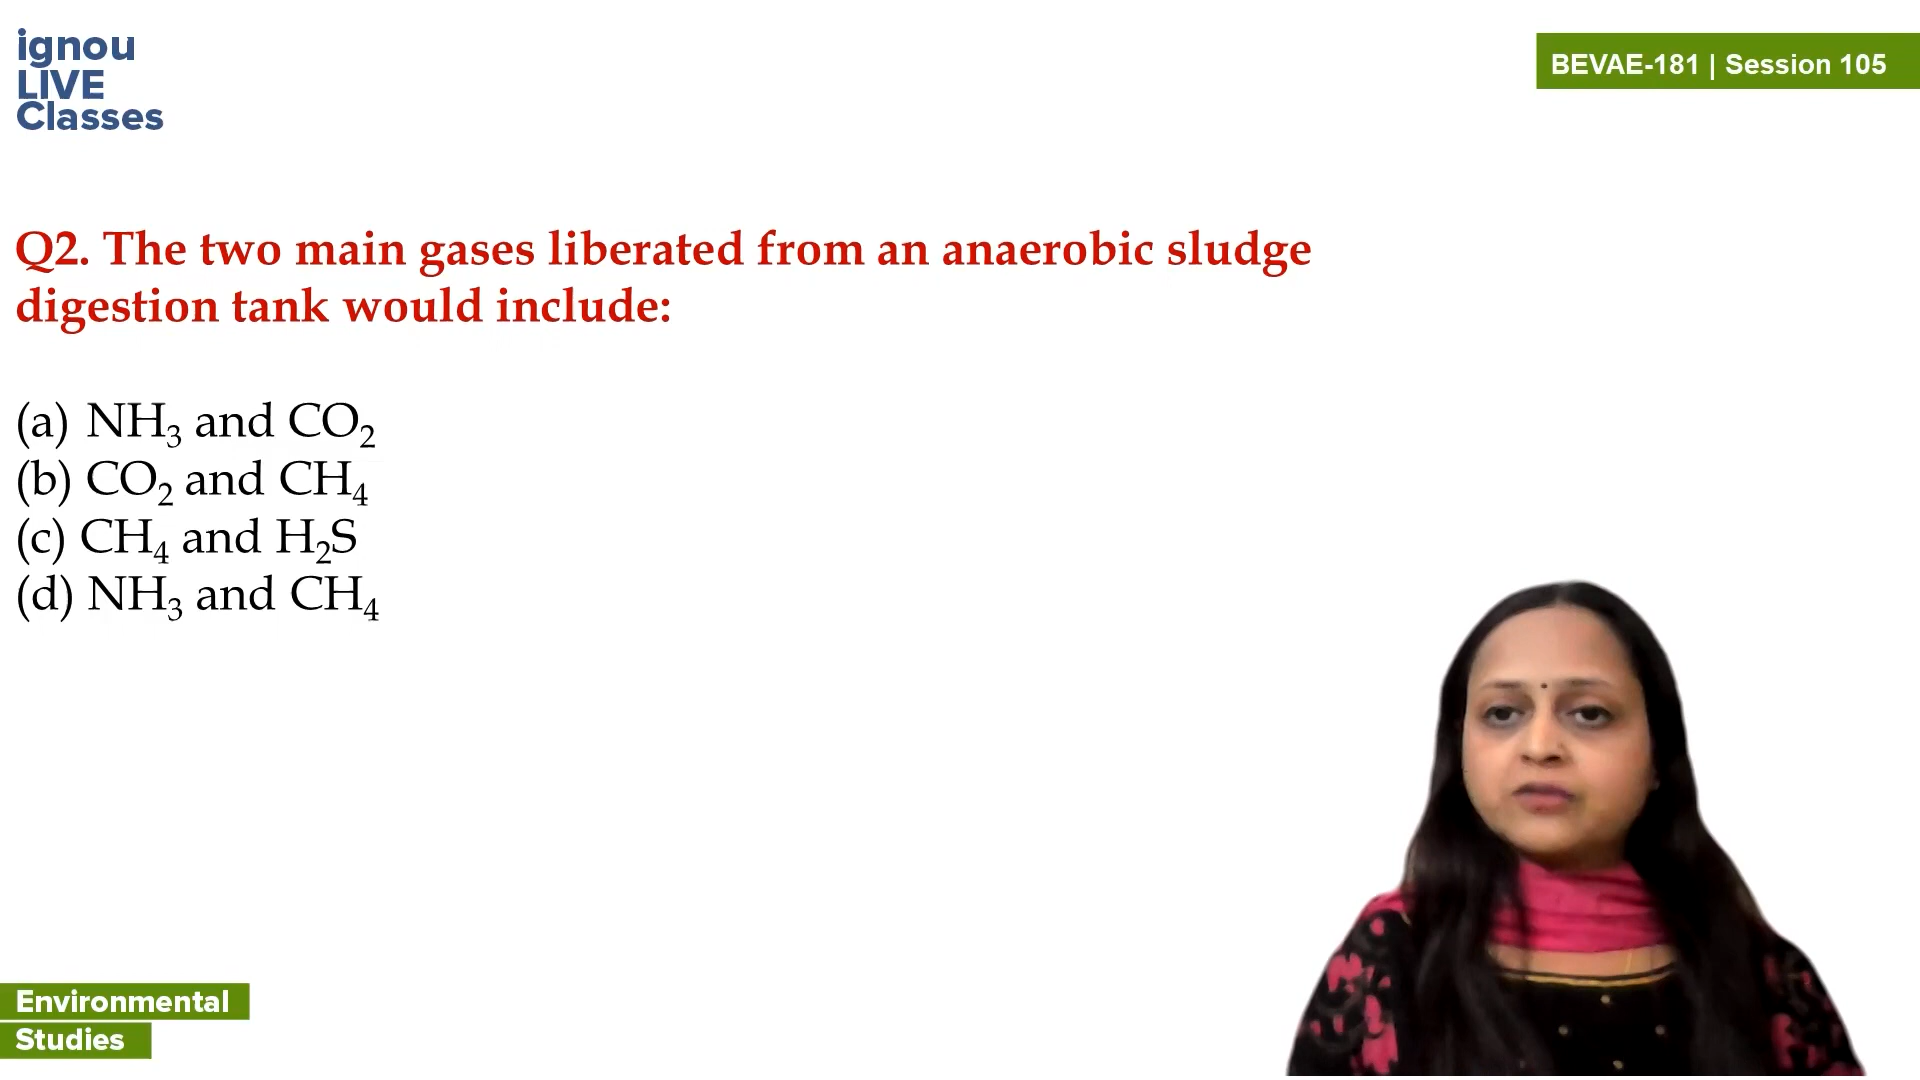 ignou
LIVE
Classes
BEVAE-181 | Session 105
Q2. The two main gases liberated from an anaerobic sludge
digestion tank would include:
(a) NH₃ and CO₂
(b) CO₂ and CH₄
(c) CH₄ and H₂S
(d) NH₃ and CH₄
Environmental
Studies